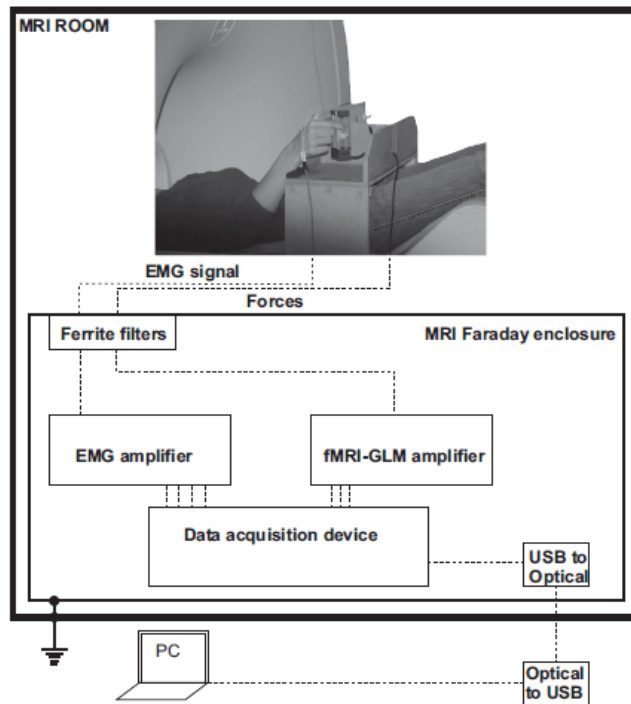 MRI ROOM
EMG signal
Forces
Ferrite filters
MRI Faraday enclosure
EMG amplifier
fMRI-GLM amplifier
Data acquisition device
USB to
Optical
PC
Optical
to USB